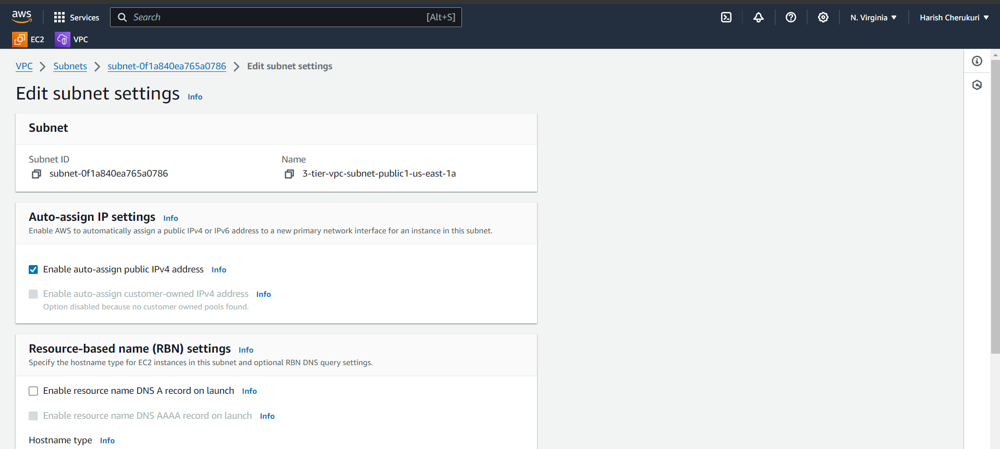 aws Services Search [Alt+S] N. Virginia Harish Cherukuri
EC2 VPC
VPC Subnets subnet-0f1a840ea765a0786 Edit subnet settings
Edit subnet settings Info
Subnet
Subnet ID Name
subnet-0f1a840ea765a0786 3-tier-vpc-subnet-public1-us-east-1a
Auto-assign IP settings Info
Enable AWS to automatically assign a public IPv4 or IPv6 address to a new primary network interface for an instance in this subnet.
Enable auto-assign public IPv4 address Info
Enable auto-assign customer-owned IPv4 address Info
Option disabled because no customer owned pools found.
Resource-based name (RBN) settings Info
Specify the hostname type for EC2 instances in this subnet and optional RBN DNS query settings.
Enable resource name DNS A record on launch Info
Enable resource name DNS AAAA record on launch Info
Hostname type Info